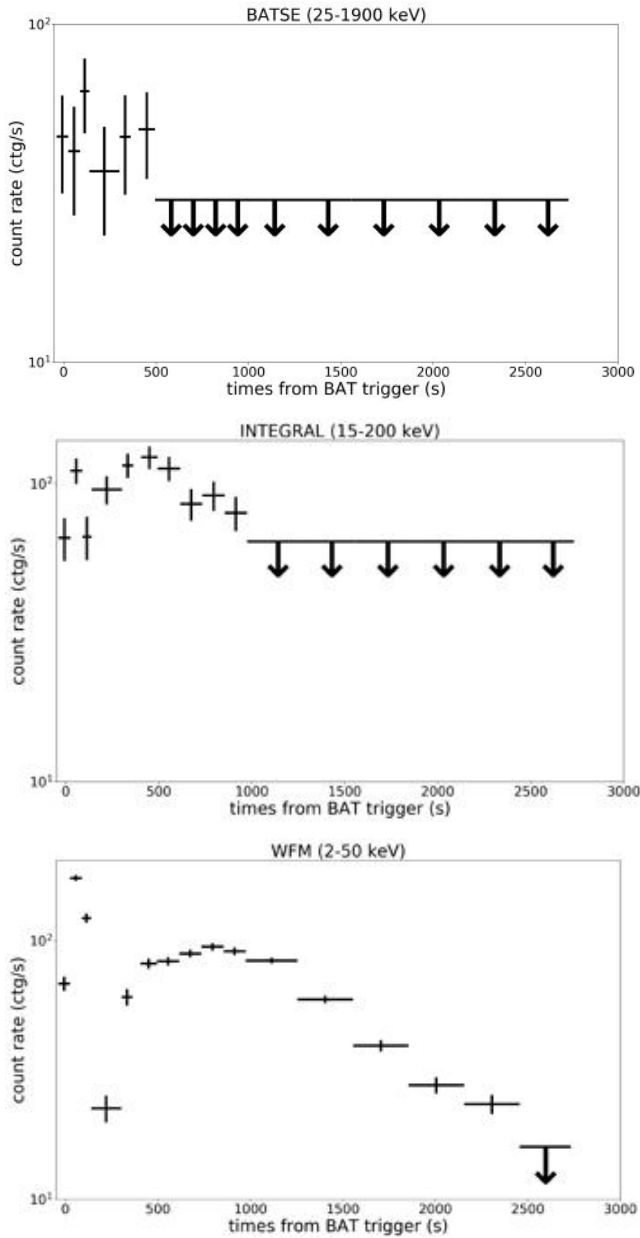 BATSE (25-1900 keV)
10²
count rate (ctg/s)
10¹
0 500 1000 1500 2000 2500 3000
times from BAT trigger (s)
INTEGRAL (15-200 keV)
10²
count rate (ctg/s)
10¹
0 500 1000 1500 2000 2500 3000
times from BAT trigger (s)
WFM (2-50 keV)
10²
count rate (ctg/s)
10¹
0 500 1000 1500 2000 2500 3000
times from BAT trigger (s)